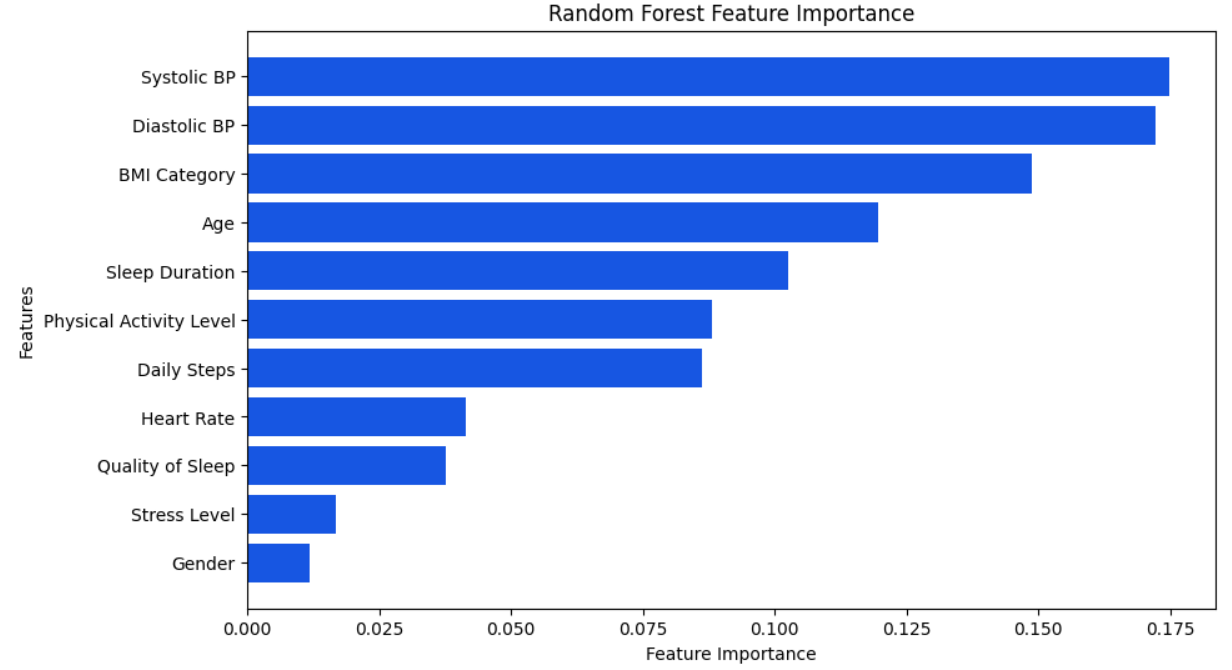 Random Forest Feature Importance
Features
Systolic BP
Diastolic BP
BMI Category
Age
Sleep Duration
Physical Activity Level
Daily Steps
Heart Rate
Quality of Sleep
Stress Level
Gender
0.000 0.025 0.050 0.075 0.100 0.125 0.150 0.175
Feature Importance